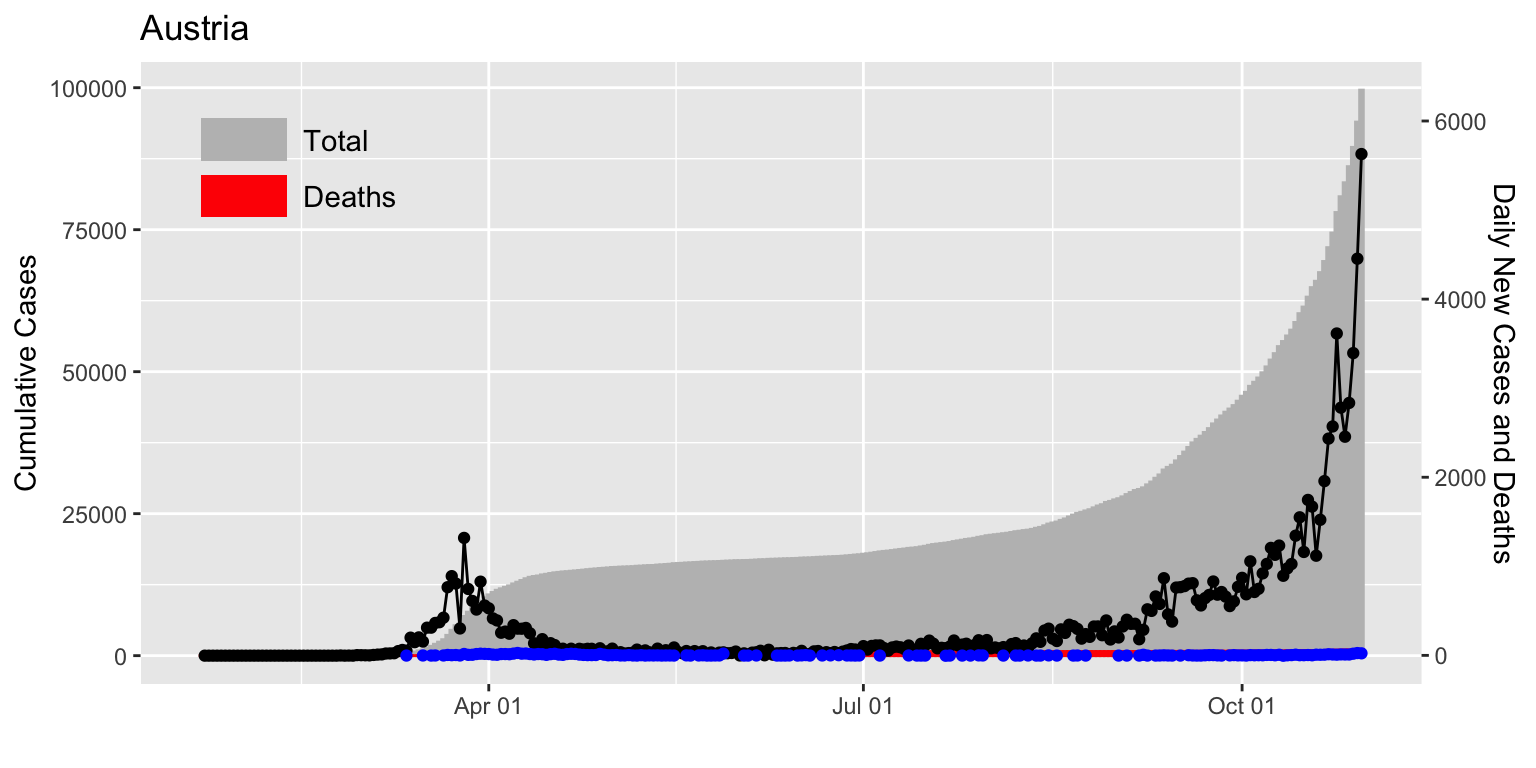 Austria
100000
75000
50000
25000
0
Cumulative Cases
Total
Deaths
6000
4000
2000
0
Daily New Cases and Deaths
Apr 01
Jul 01
Oct 01